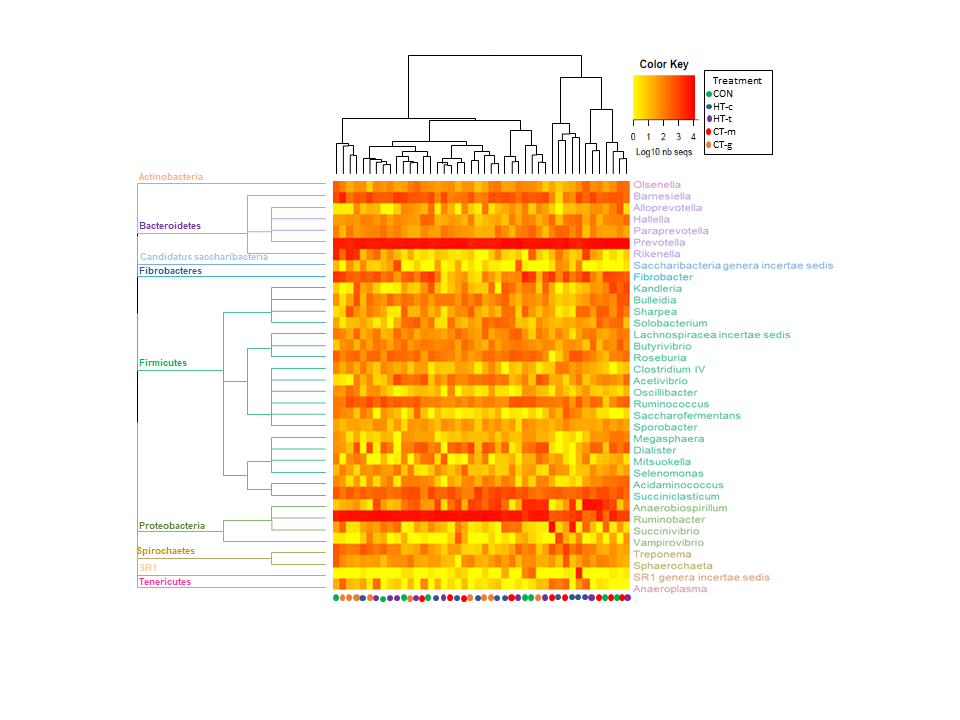 Color Key
0 1 2 3 4
Log10 nb seqs
Treatment
CON
HT-c
HT-t
CT-m
CT-g
Actinobacteria
Bacteroidetes
Candidatus saccharibacteria
Fibrobacteres
Firmicutes
Proteobacteria
Spirochaetes
SR1
Tenericutes
Olsenella
Barnesiella
Alloprevotella
Hallella
Paraprevotella
Prevotella
Rikenella
Saccharibacteria genera incertae sedis
Fibrobacter
Kandleria
Bulleidia
Sharpea
Solobacterium
Lachnospiracea incertae sedis
Butyrivibrio
Roseburia
Clostridium IV
Acetivibrio
Oscillibacter
Ruminococcus
Saccharofermentans
Sporobacter
Megasphaera
Dialister
Mitsuokella
Selenomonas
Acidaminococcus
Succiniclasticum
Anaerobiospirillum
Ruminobacter
Succinivibrio
Vampirovibrio
Treponema
Sphaerochaeta
SR1 genera incertae sedis
Anaeroplasma